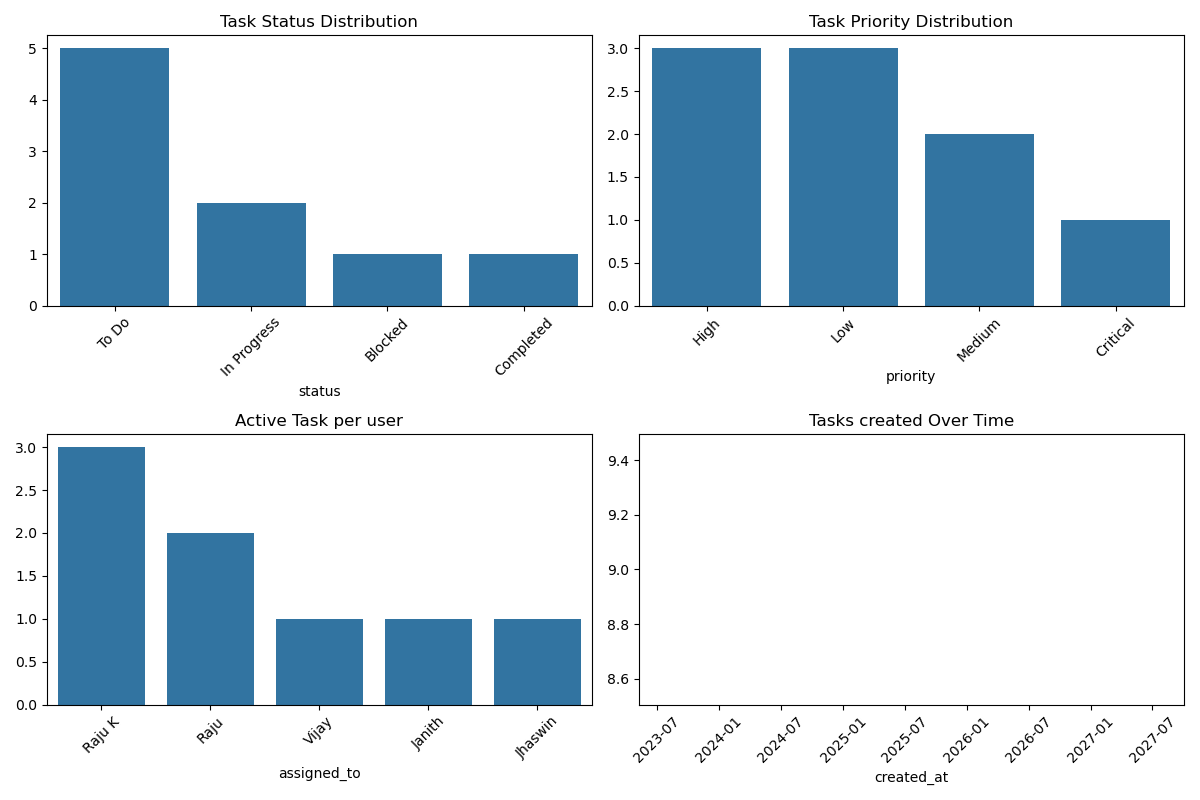 Task Status Distribution
5
4
3
2
1
0
To Do
In Progress
Blocked
Completed
status
Task Priority Distribution
3.0
2.5
2.0
1.5
1.0
0.5
0.0
High
Low
Medium
Critical
priority
Active Task per user
3.0
2.5
2.0
1.5
1.0
0.5
0.0
Raju K
Raju
Vijay
Janith
Jhaswin
assigned_to
Tasks created Over Time
9.4
9.2
9.0
8.8
8.6
2023-07
2024-01
2024-07
2025-01
2025-07
2026-01
2026-07
2027-01
2027-07
created_at